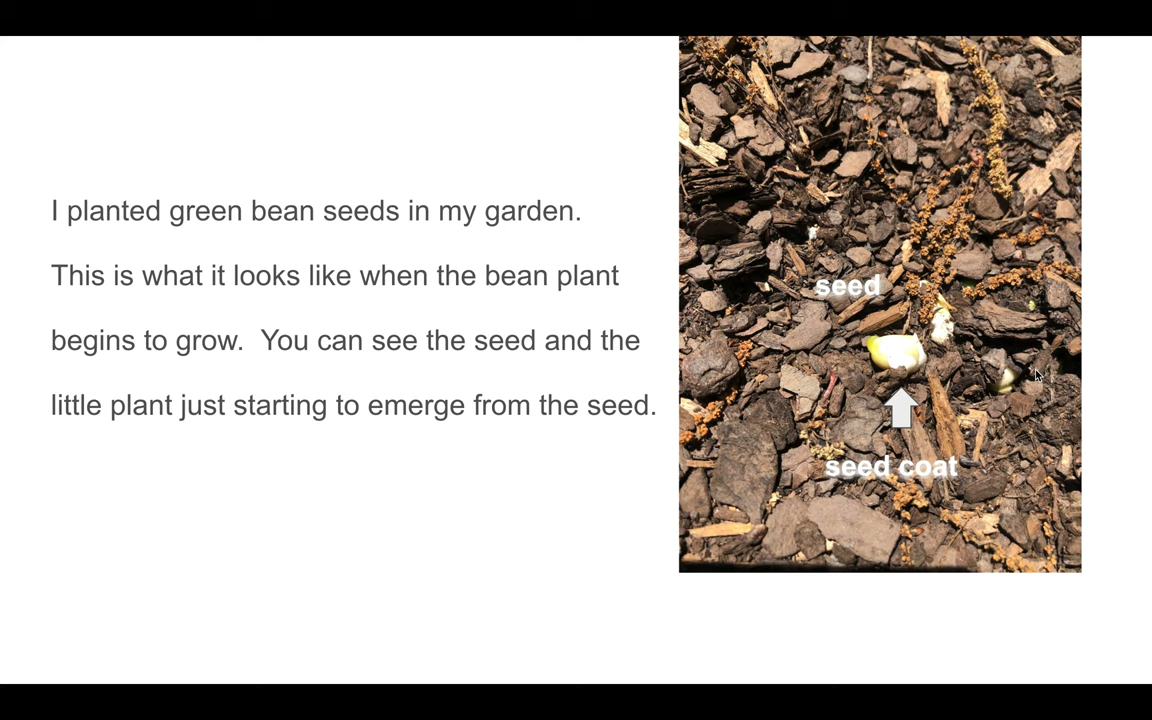 I planted green bean seeds in my garden.
This is what it looks like when the bean plant
begins to grow.  You can see the seed and the
little plant just starting to emerge from the seed.
seed
seed coat